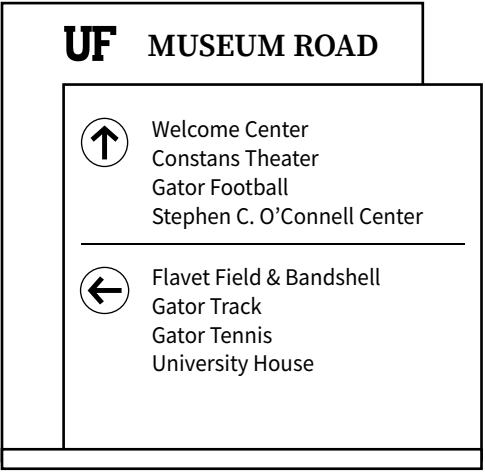 UF MUSEUM ROAD
Welcome Center
Constans Theater
Gator Football
Stephen C. O’Connell Center
Flavet Field & Bandshell
Gator Track
Gator Tennis
University House